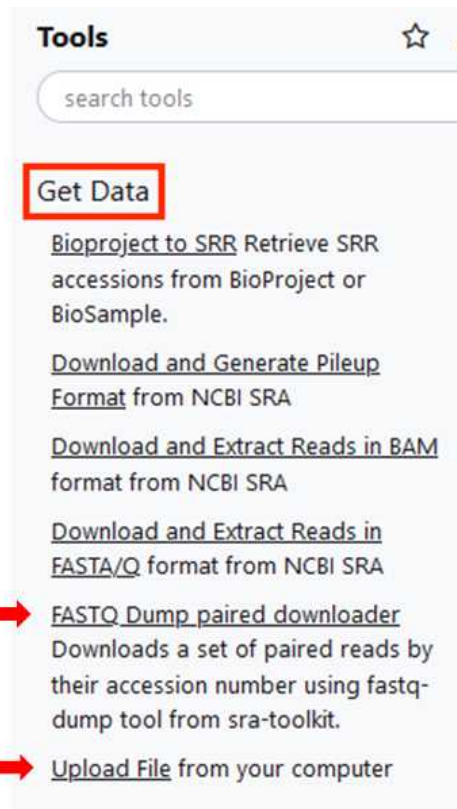 Tools
search tools
Get Data
Bioproject to SRR Retrieve SRR
accessions from BioProject or
BioSample.
Download and Generate Pileup
Format from NCBI SRA
Download and Extract Reads in BAM
format from NCBI SRA
Download and Extract Reads in
FASTA/Q format from NCBI SRA
FASTQ Dump paired downloader
Downloads a set of paired reads by
their accession number using fastq-
dump tool from sra-toolkit.
Upload File from your computer